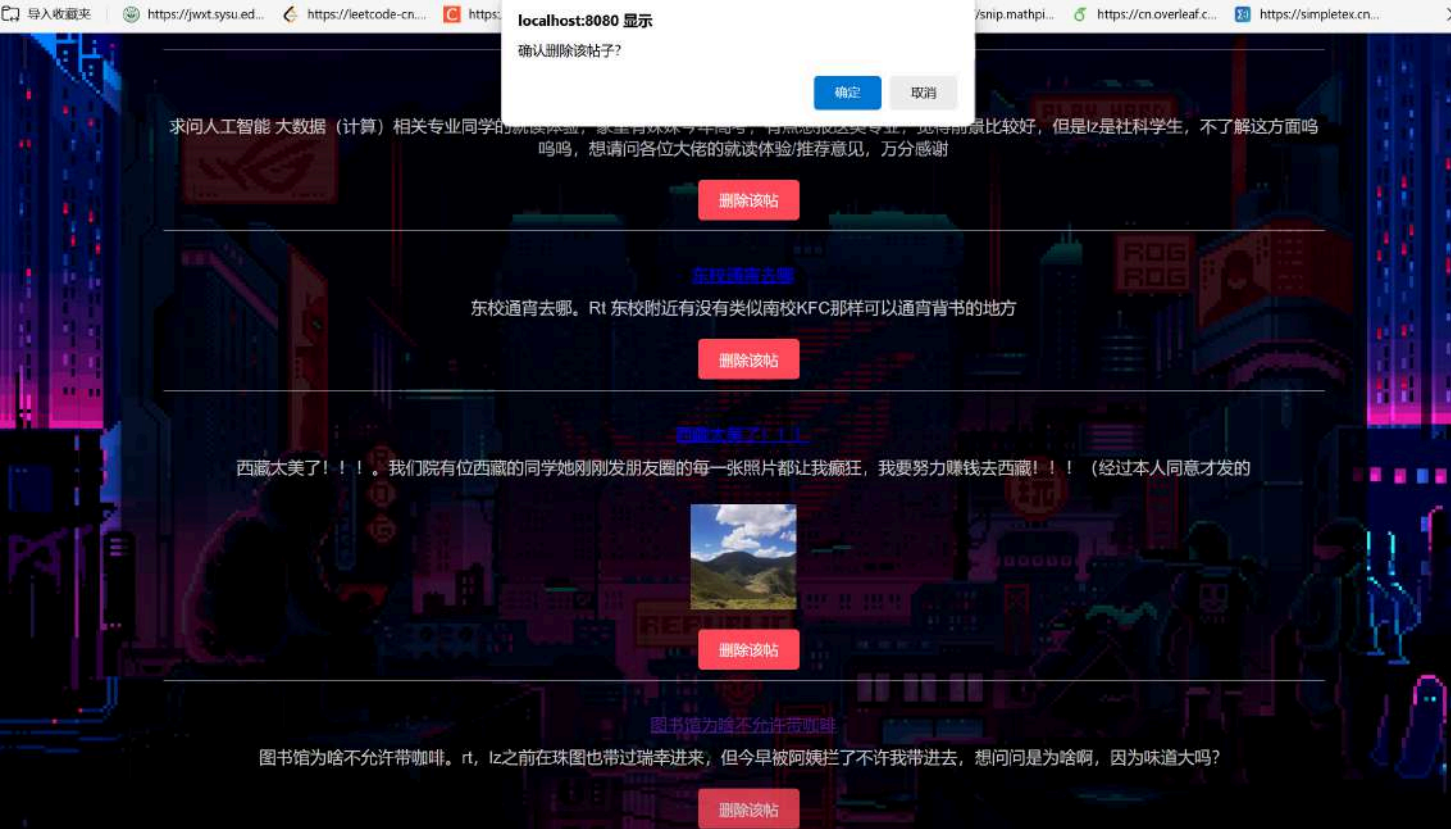 导入收藏夹 https://jwxt.sysu.ed... https://leetcode-cn.... https: /snip.mathpi... https://cn.overleaf.c... https://simpletex.cn...
localhost:8080 显示
确认删除该帖子?
确定 取消
PLAY HARD
求问人工智能 大数据（计算）相关专业同学的就读体验，家里有妹妹今年高考，有点想报这类专业，觉得前景比较好，但是lz是社科学生，不了解这方面呜
呜呜，想请问各位大佬的就读体验/推荐意见，万分感谢
删除该帖
ROG
ROG
东校通宵去哪
东校通宵去哪。Rt 东校附近有没有类似南校KFC那样可以通宵背书的地方
删除该帖
西藏太美了！！！
西藏太美了！！！。我们院有位西藏的同学她刚刚发朋友圈的每一张照片都让我癫狂，我要努力赚钱去西藏！！！（经过本人同意才发的
玩
REPUBLIC
删除该帖
图书馆为啥不允许带咖啡
图书馆为啥不允许带咖啡。rt，lz之前在珠图也带过瑞幸进来，但今早被阿姨拦了不许我带进去，想问问是为啥啊，因为味道大吗？
删除该帖